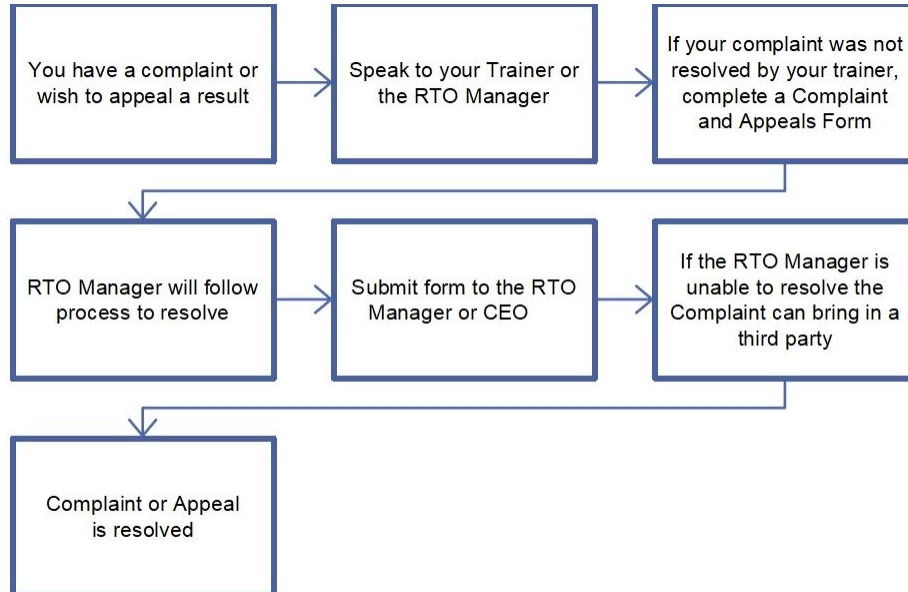 You have a complaint or
wish to appeal a result
Speak to your Trainer or
the RTO Manager
If your complaint was not
resolved by your trainer,
complete a Complaint
and Appeals Form
RTO Manager will follow
process to resolve
Submit form to the RTO
Manager or CEO
If the RTO Manager is
unable to resolve the
Complaint can bring in a
third party
Complaint or Appeal
is resolved